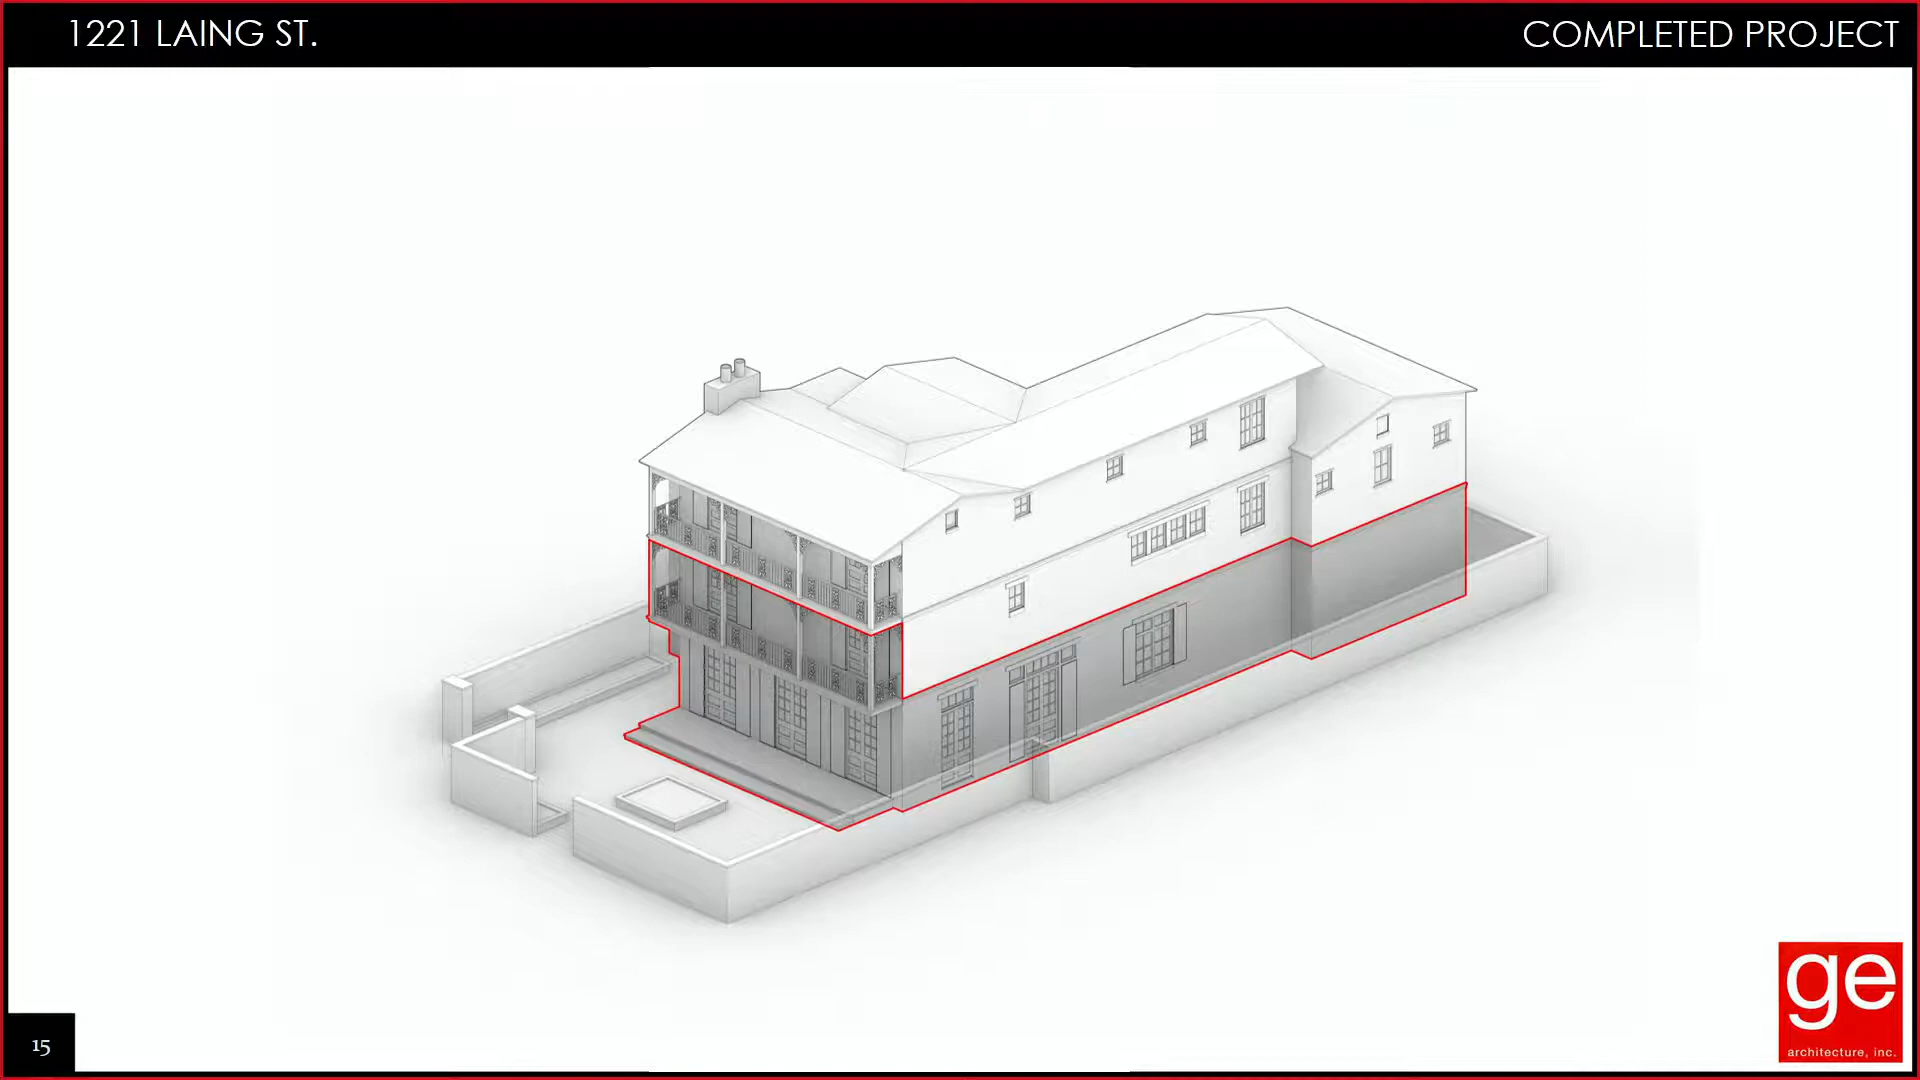 1221 LAING ST.
COMPLETED PROJECT
ge
architecture, inc.
15